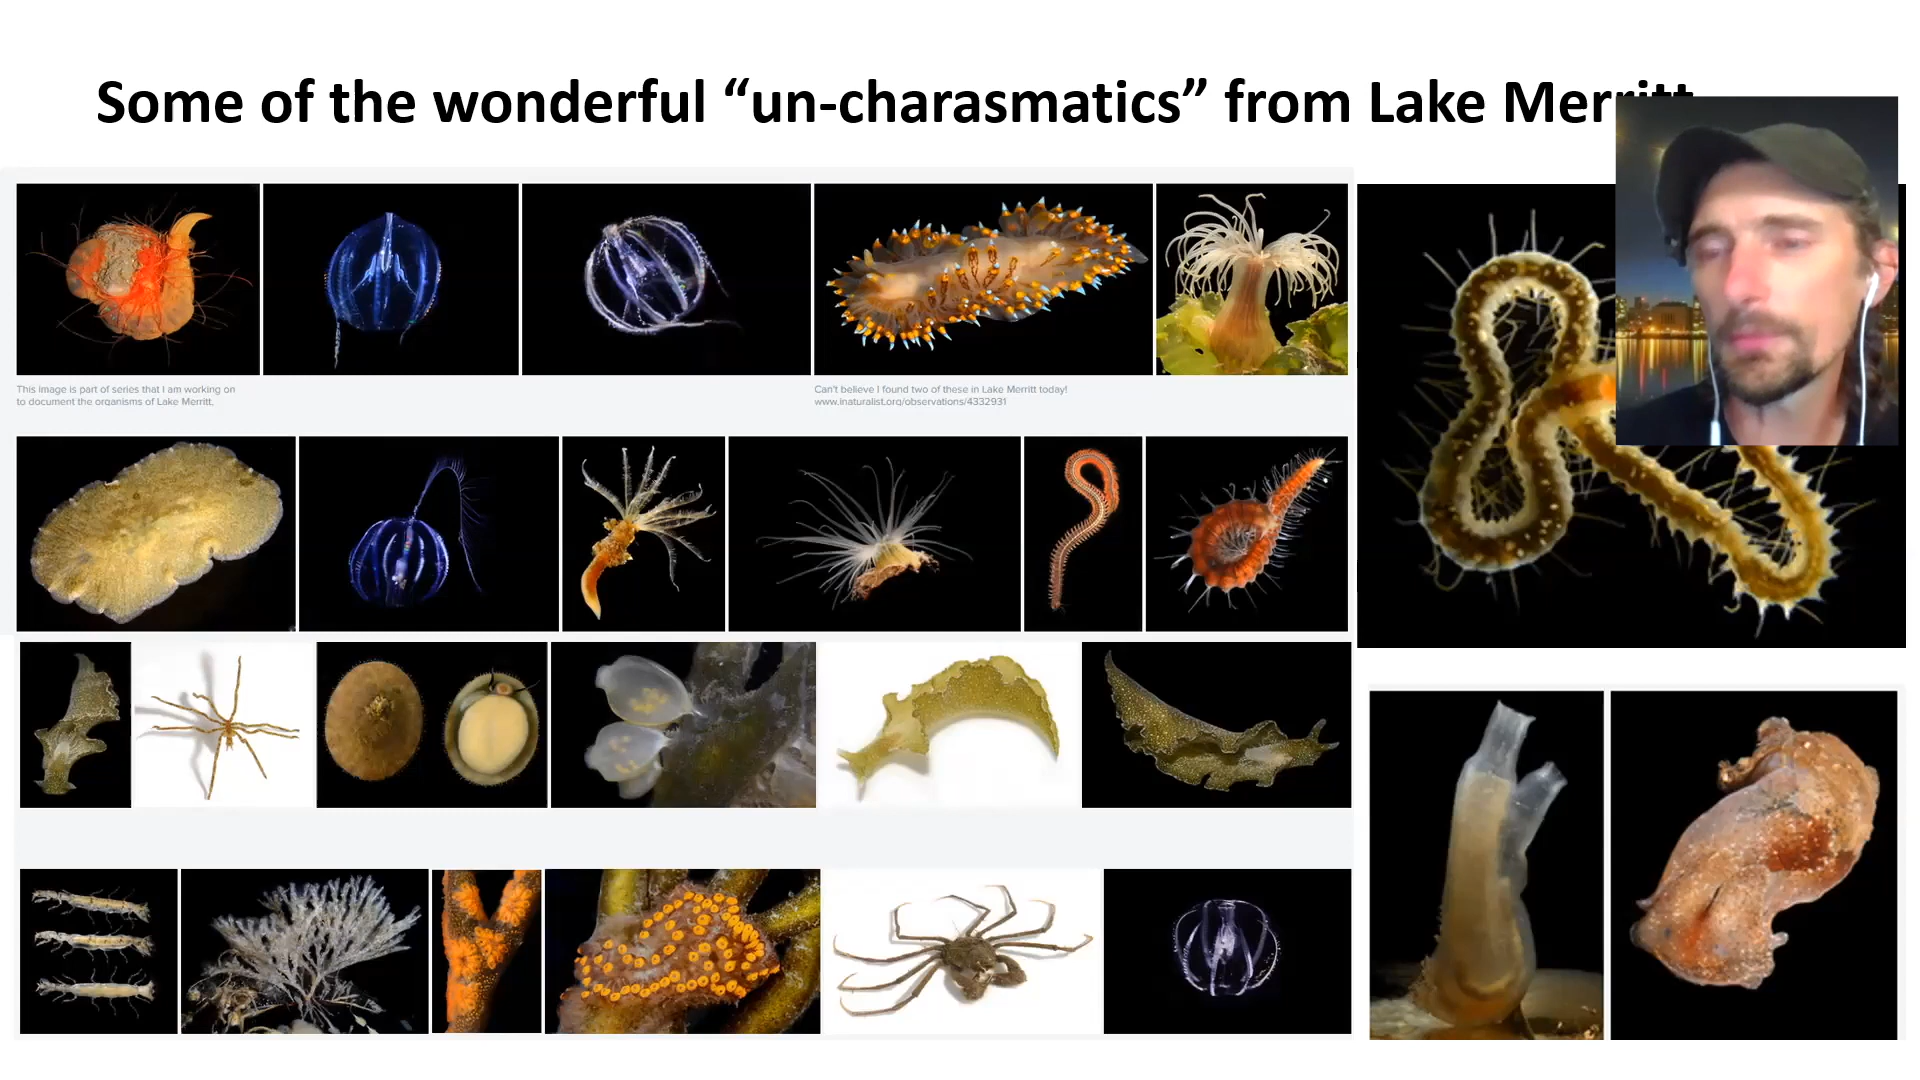 Some of the wonderful “un-charasmatics” from Lake Merritt
This image is part of series that I am working on
to document the organisms of Lake Merritt,
Can't believe I found two of these in Lake Merritt today!
www.inaturalist.org/observations/4332931